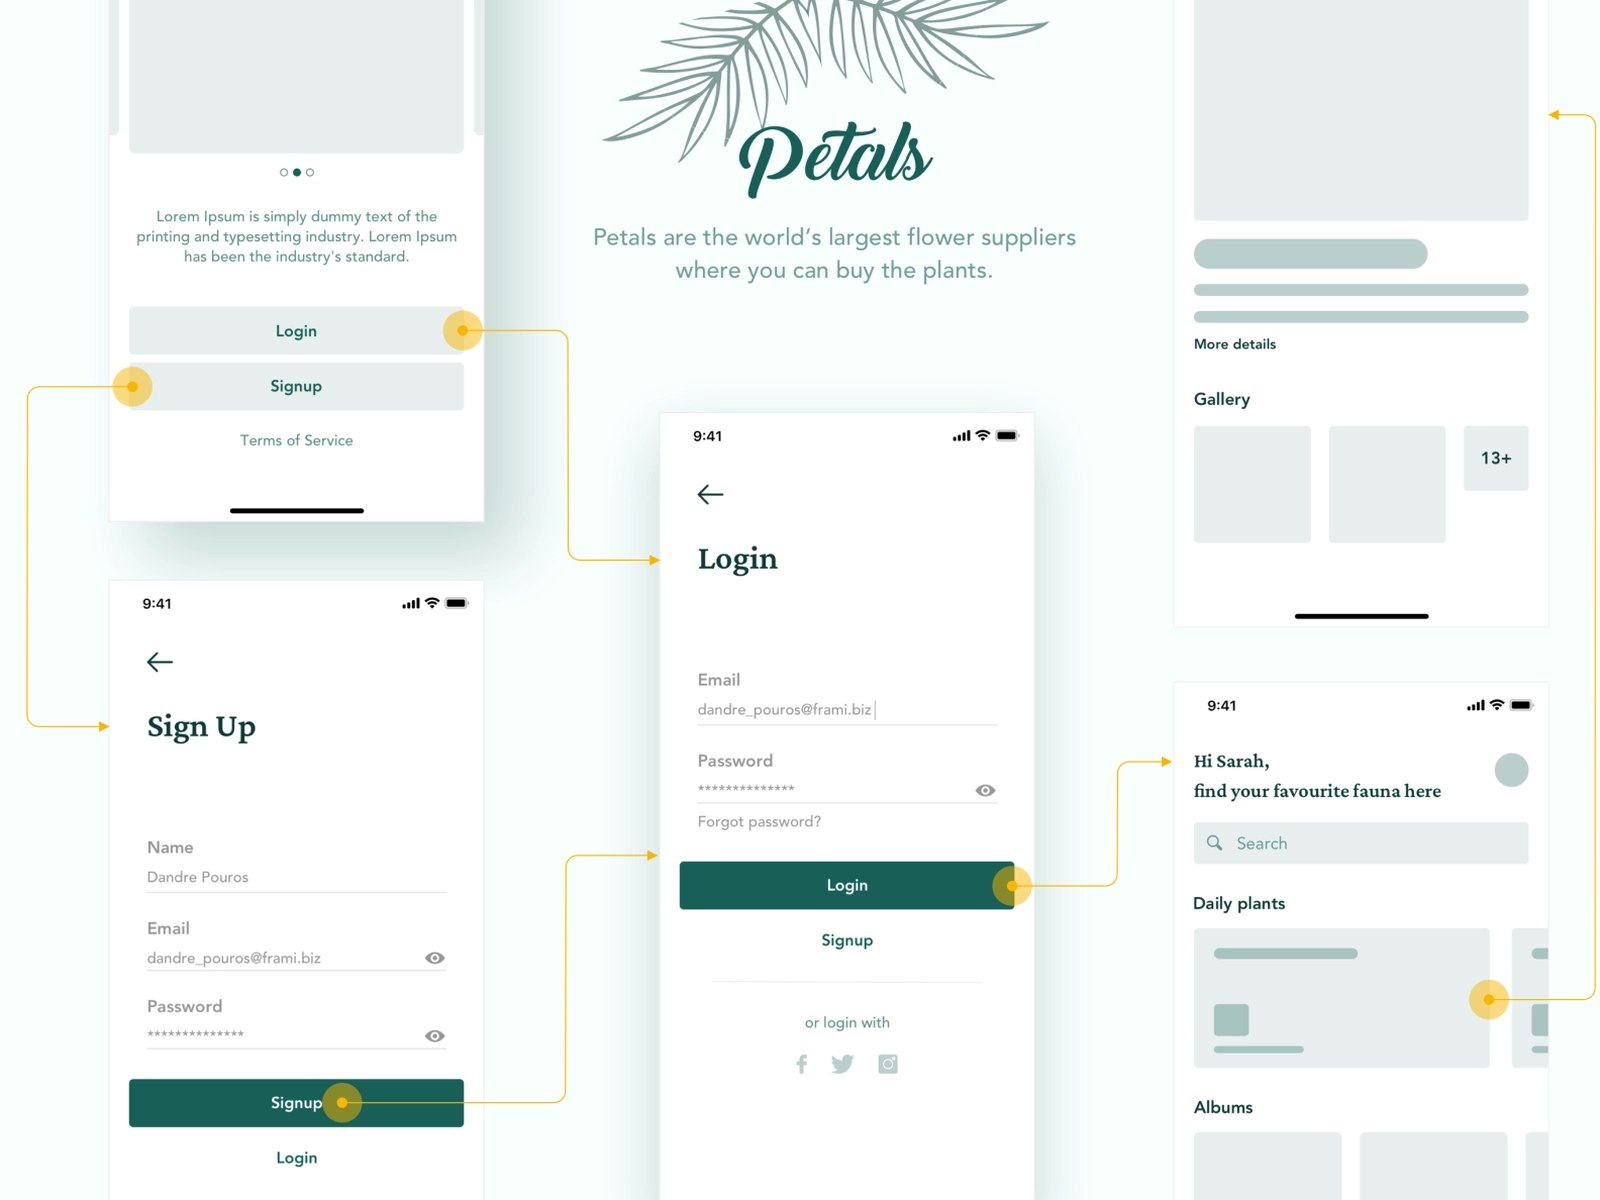 Petals
Petals are the world’s largest flower suppliers
where you can buy the plants.
Lorem Ipsum is simply dummy text of the
printing and typesetting industry. Lorem Ipsum
has been the industry's standard.
Login
Signup
Terms of Service
9:41
Sign Up
Name
Dandre Pouros
Email
dandre_pouros@frami.biz
Password
**************
Signup
Login
9:41
Login
Email
dandre_pouros@frami.biz
Password
**************
Forgot password?
Login
Signup
or login with
More details
Gallery
13+
9:41
Hi Sarah,
find your favourite fauna here
Search
Daily plants
Albums